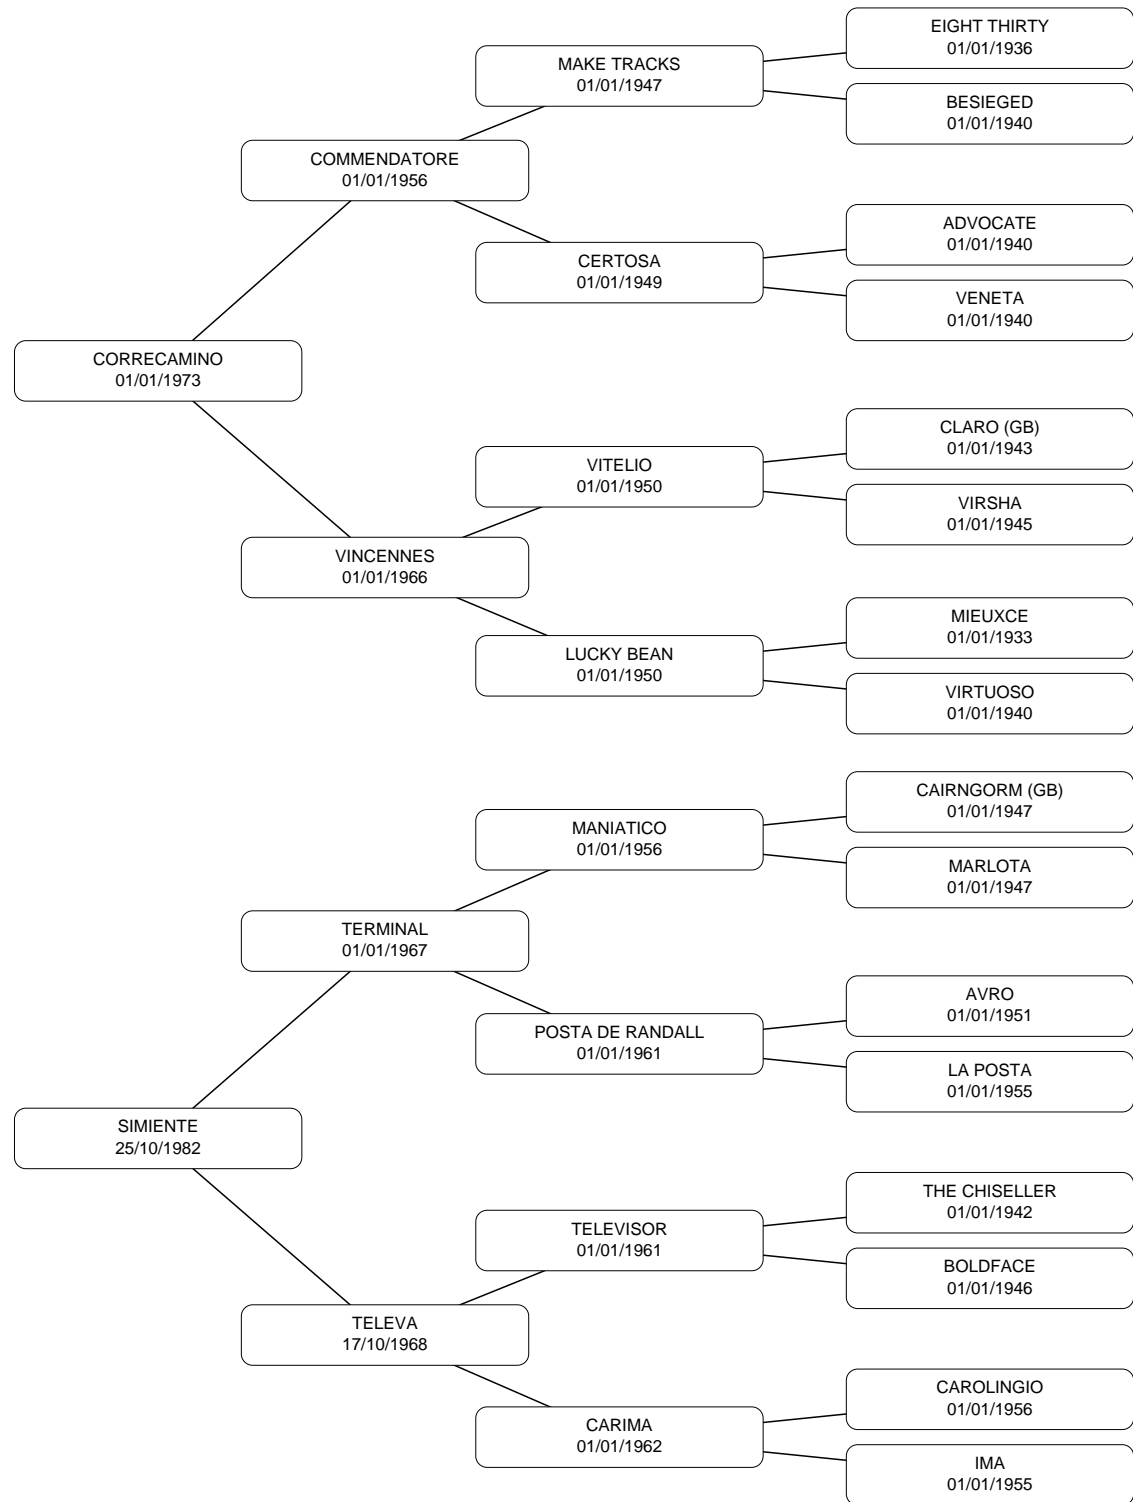 EIGHT THIRTY
01/01/1936
MAKE TRACKS
01/01/1947
BESIEGED
01/01/1940
COMMENDATORE
01/01/1956
ADVOCATE
01/01/1940
CERTOSA
01/01/1949
VENETA
01/01/1940
CORRECAMINO
01/01/1973
CLARO (GB)
01/01/1943
VITELIO
01/01/1950
VIRSHA
01/01/1945
VINCENNES
01/01/1966
MIEUXCE
01/01/1933
LUCKY BEAN
01/01/1950
VIRTUOSO
01/01/1940
CAIRNGORM (GB)
01/01/1947
MANIATICO
01/01/1956
MARLOTA
01/01/1947
TERMINAL
01/01/1967
AVRO
01/01/1951
POSTA DE RANDALL
01/01/1961
LA POSTA
01/01/1955
SIMIENTE
25/10/1982
THE CHISELLER
01/01/1942
TELEVISOR
01/01/1961
BOLDFACE
01/01/1946
TELEVA
17/10/1968
CAROLINGIO
01/01/1956
CARIMA
01/01/1962
IMA
01/01/1955